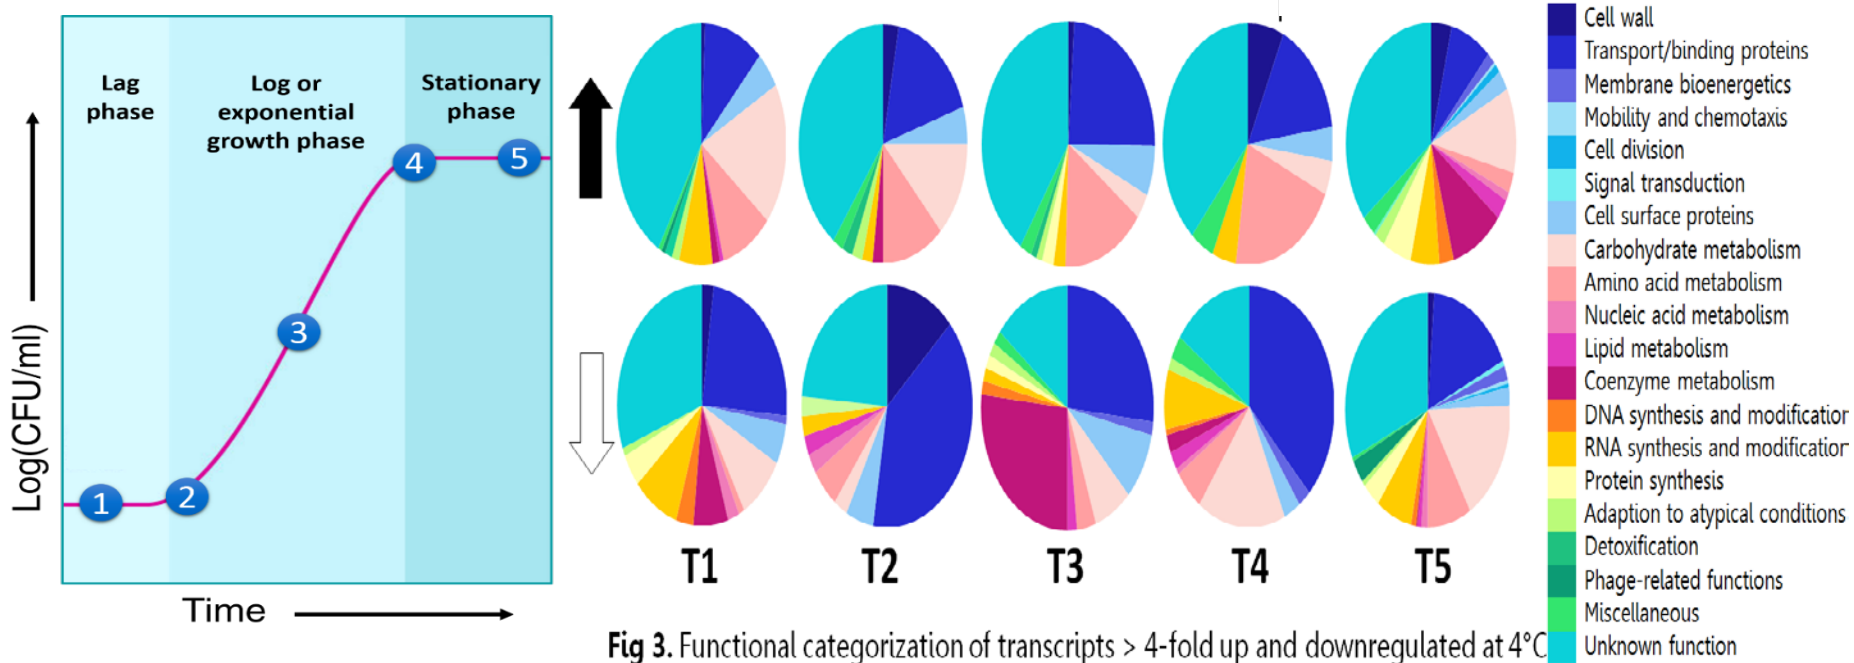 Lag
phase
Log or
exponential
growth phase
Stationary
phase
1
2
3
4
5
Log(CFU/ml)
Time
T1
T2
T3
T4
T5
Fig 3. Functional categorization of transcripts > 4-fold up and downregulated at 4°C
Cell wall
Transport/binding proteins
Membrane bioenergetics
Mobility and chemotaxis
Cell division
Signal transduction
Cell surface proteins
Carbohydrate metabolism
Amino acid metabolism
Nucleic acid metabolism
Lipid metabolism
Coenzyme metabolism
DNA synthesis and modification
RNA synthesis and modification
Protein synthesis
Adaption to atypical conditions
Detoxification
Phage-related functions
Miscellaneous
Unknown function